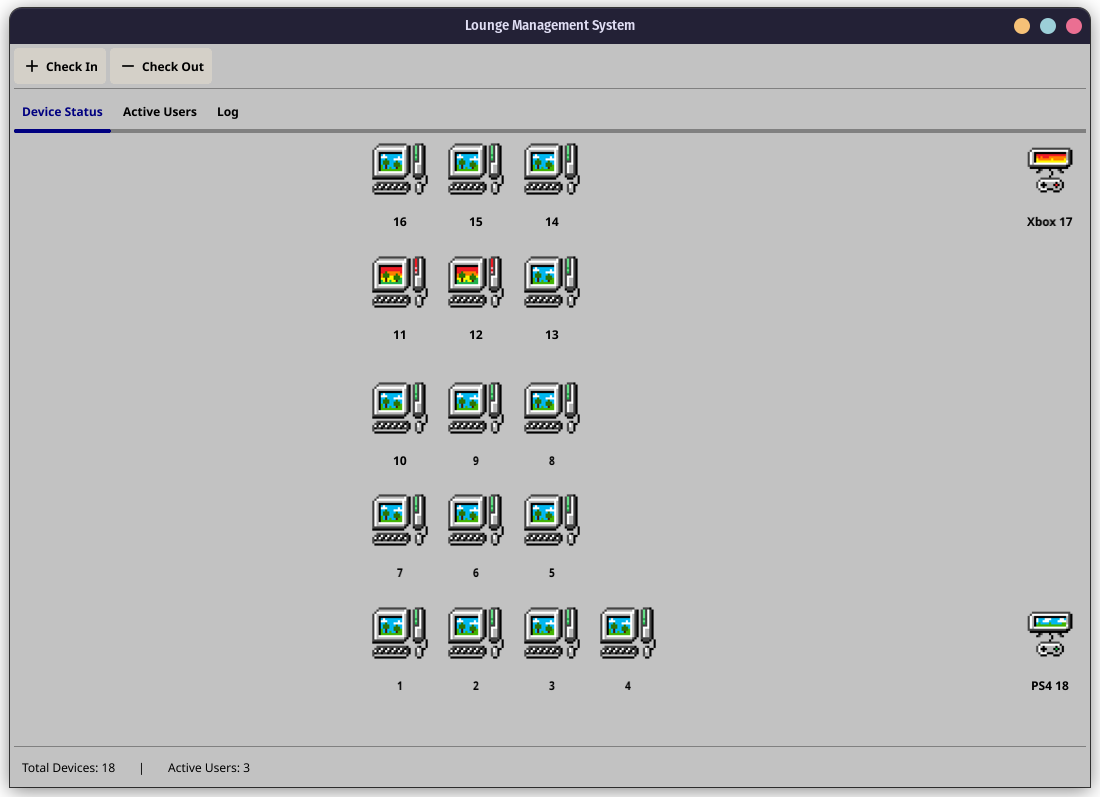 Lounge Management System
Check In Check Out
Device Status Active Users Log
16 15 14 Xbox 17
11 12 13
10 9 8
7 6 5
1 2 3 4 PS4 18
Total Devices: 18 | Active Users: 3